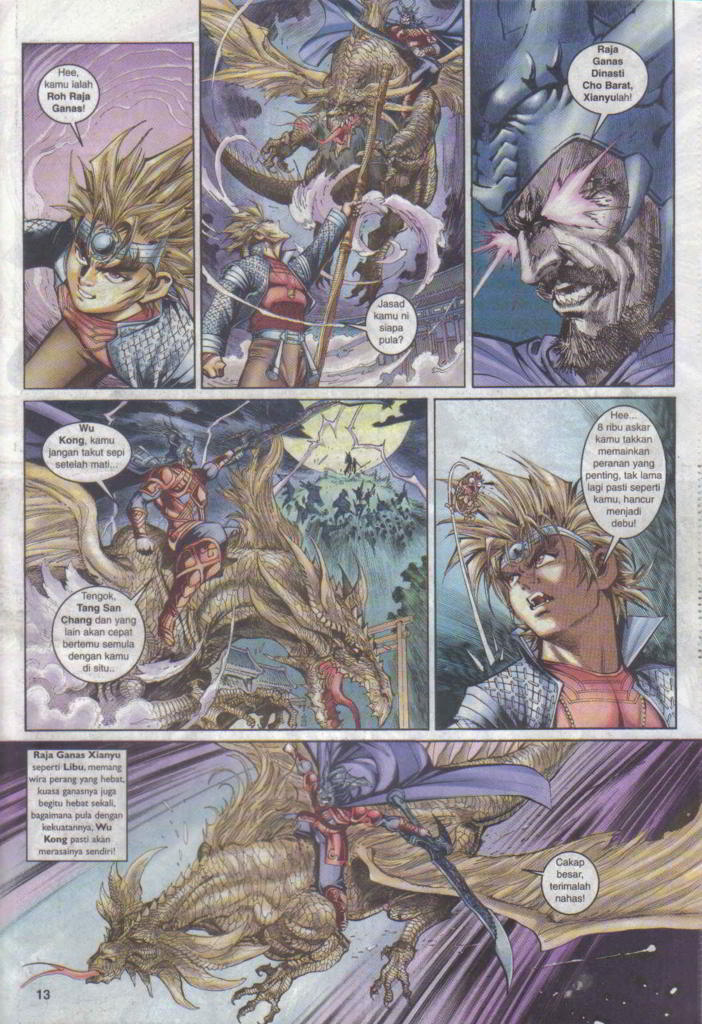 Hee,
kamu ialah
Roh Raja
Ganas!
Jasad
kamu ni
siapa
pula?
Raja
Ganas
Dinasti
Cho Barat,
Xianyulah!
Wu
Kong, kamu
jangan takut sepi
setelah mati...
Tengok,
Tang San
Chang dan yang
lain akan cepat
bertemu semula
dengan kamu
di situ..
Hee...
8 ribu askar
kamu takkan
memainkan
peranan yang
penting, tak lama
lagi pasti seperti
kamu, hancur
menjadi
debu!
Raja Ganas Xianyu
seperti Libu, memang
wira perang yang hebat,
kuasa ganasnya juga
begitu hebat sekali,
bagaimana pula dengan
kekuatannya, Wu
Kong pasti akan
merasainya sendiri!
Cakap
besar,
terimalah
nahas!
13